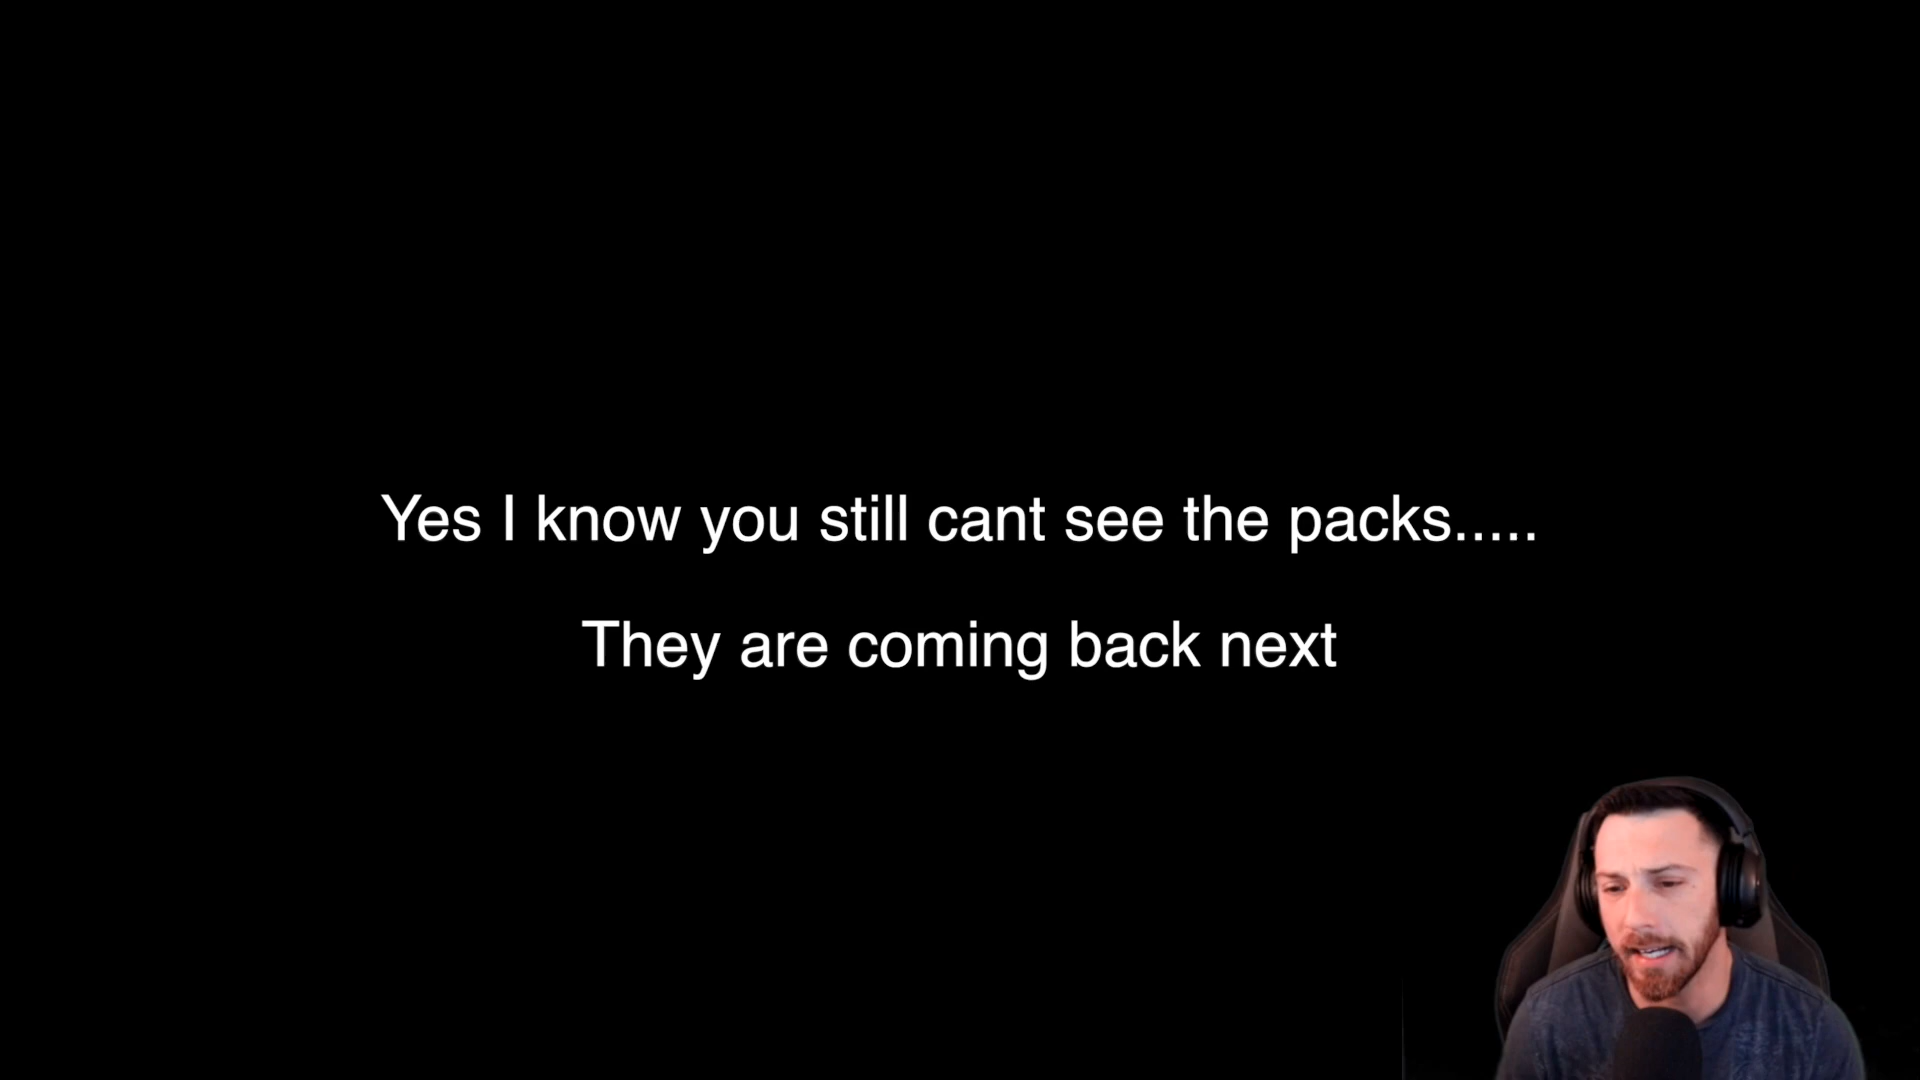 Yes I know you still cant see the packs.....
They are coming back next